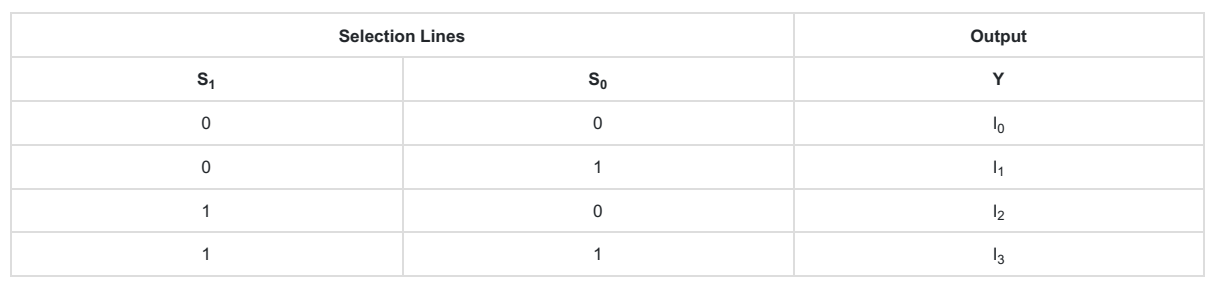 Selection Lines Output
S₁ S₀ Y
0 0 I₀
0 1 I₁
1 0 I₂
1 1 I₃